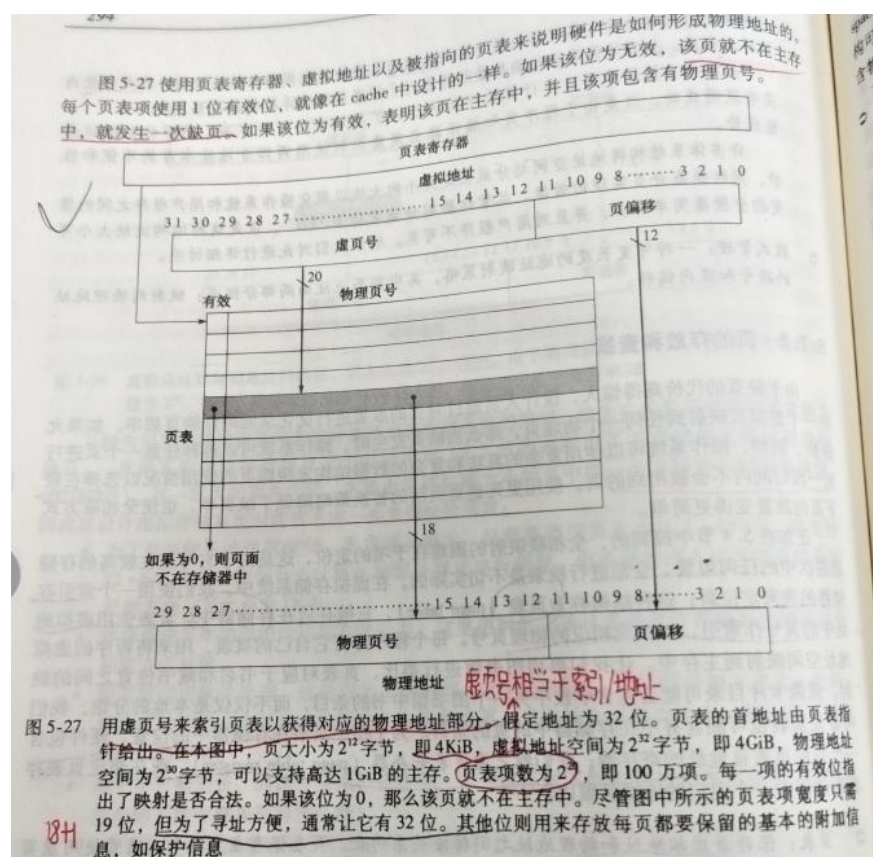 294
图 5-27 使用页表寄存器、虚拟地址以及被指向的页表来说明硬件是如何形成物理地址的。
每个页表项使用 1 位有效位，就像在 cache 中设计的一样。如果该位为无效，该页就不在主存
中，就发生一次缺页。如果该位为有效，表明该页在主存中，并且该项包含有物理页号。
页表寄存器
虚拟地址
31 30 29 28 27 ………………………… 15 14 13 12 11 10 9 8 ……… 3 2 1 0
虚页号 页偏移
20 12
有效 物理页号
页表
18
如果为0，则页面
不在存储器中
29 28 27 ………………………… 15 14 13 12 11 10 9 8 ……… 3 2 1 0
物理页号 页偏移
物理地址
虚页号相当于索引/地址
图 5-27 用虚页号来索引页表以获得对应的物理地址部分。假定地址为 32 位。页表的首地址由页表指
针给出。在本图中，页大小为 2¹² 字节，即 4KiB，虚拟地址空间为 2³² 字节，即 4GiB，物理地址
空间为 2³⁰ 字节，可以支持高达 1GiB 的主存。页表项数为 2²⁰，即 100 万项。每一项的有效位指
出了映射是否合法。如果该位为 0，那么该页就不在主存中。尽管图中所示的页表项宽度只需
18+1 19 位，但为了寻址方便，通常让它有 32 位。其他位则用来存放每页都要保留的基本的附加信
息，如保护信息